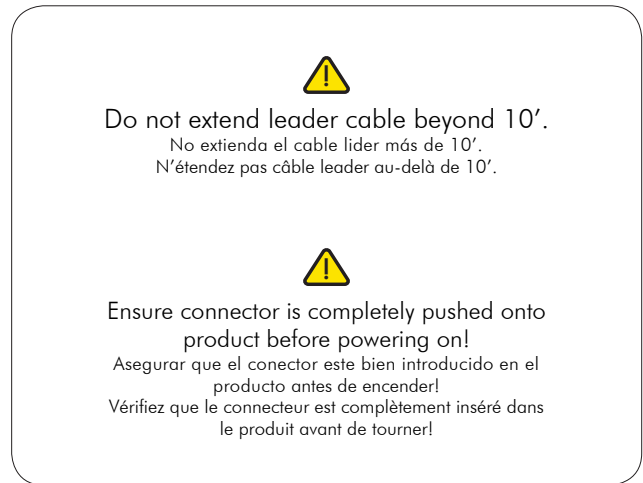 Do not extend leader cable beyond 10’.
No extienda el cable lider más de 10’.
N’étendez pas câble leader au-delà de 10’.
Ensure connector is completely pushed onto
product before powering on!
Asegurar que el conector este bien introducido en el
producto antes de encender!
Vérifiez que le connecteur est complètement inséré dans
le produit avant de tourner!